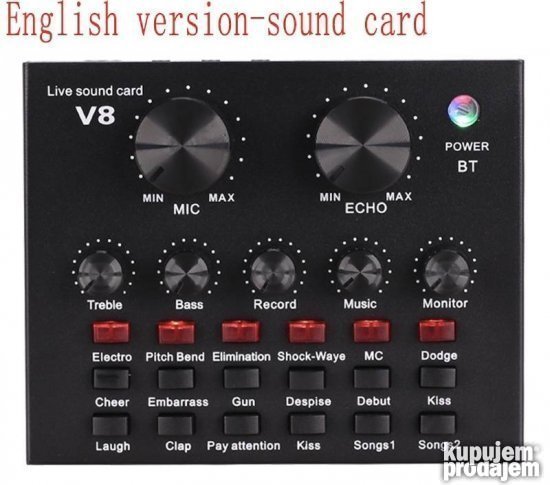 English version-sound card
Live sound card
V8
POWER
BT
MIN MAX MIN MAX
MIC ECHO
Treble Bass Record Music Monitor
Electro Pitch Bend Elimination Shock-Waye MC Dodge
Cheer Embarrass Gun Despise Debut Kiss
Laugh Clap Pay attention Kiss Songs1 Songs2
kupujem
prodajem